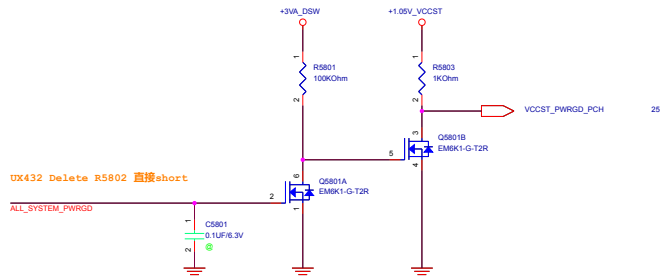 +3VA_DSW
+1.05V_VCCST
1
R5801
100KOhm
2
1
R5803
1KOhm
2
VCCST_PWRGD_PCH
25
3
5
Q5801B
EM6K1-G-T2R
4
6
UX432 Delete R5802 直接short
Q5801A
EM6K1-G-T2R
2
1
ALL_SYSTEM_PWRGD
1
C5801
0.1UF/6.3V
2
@